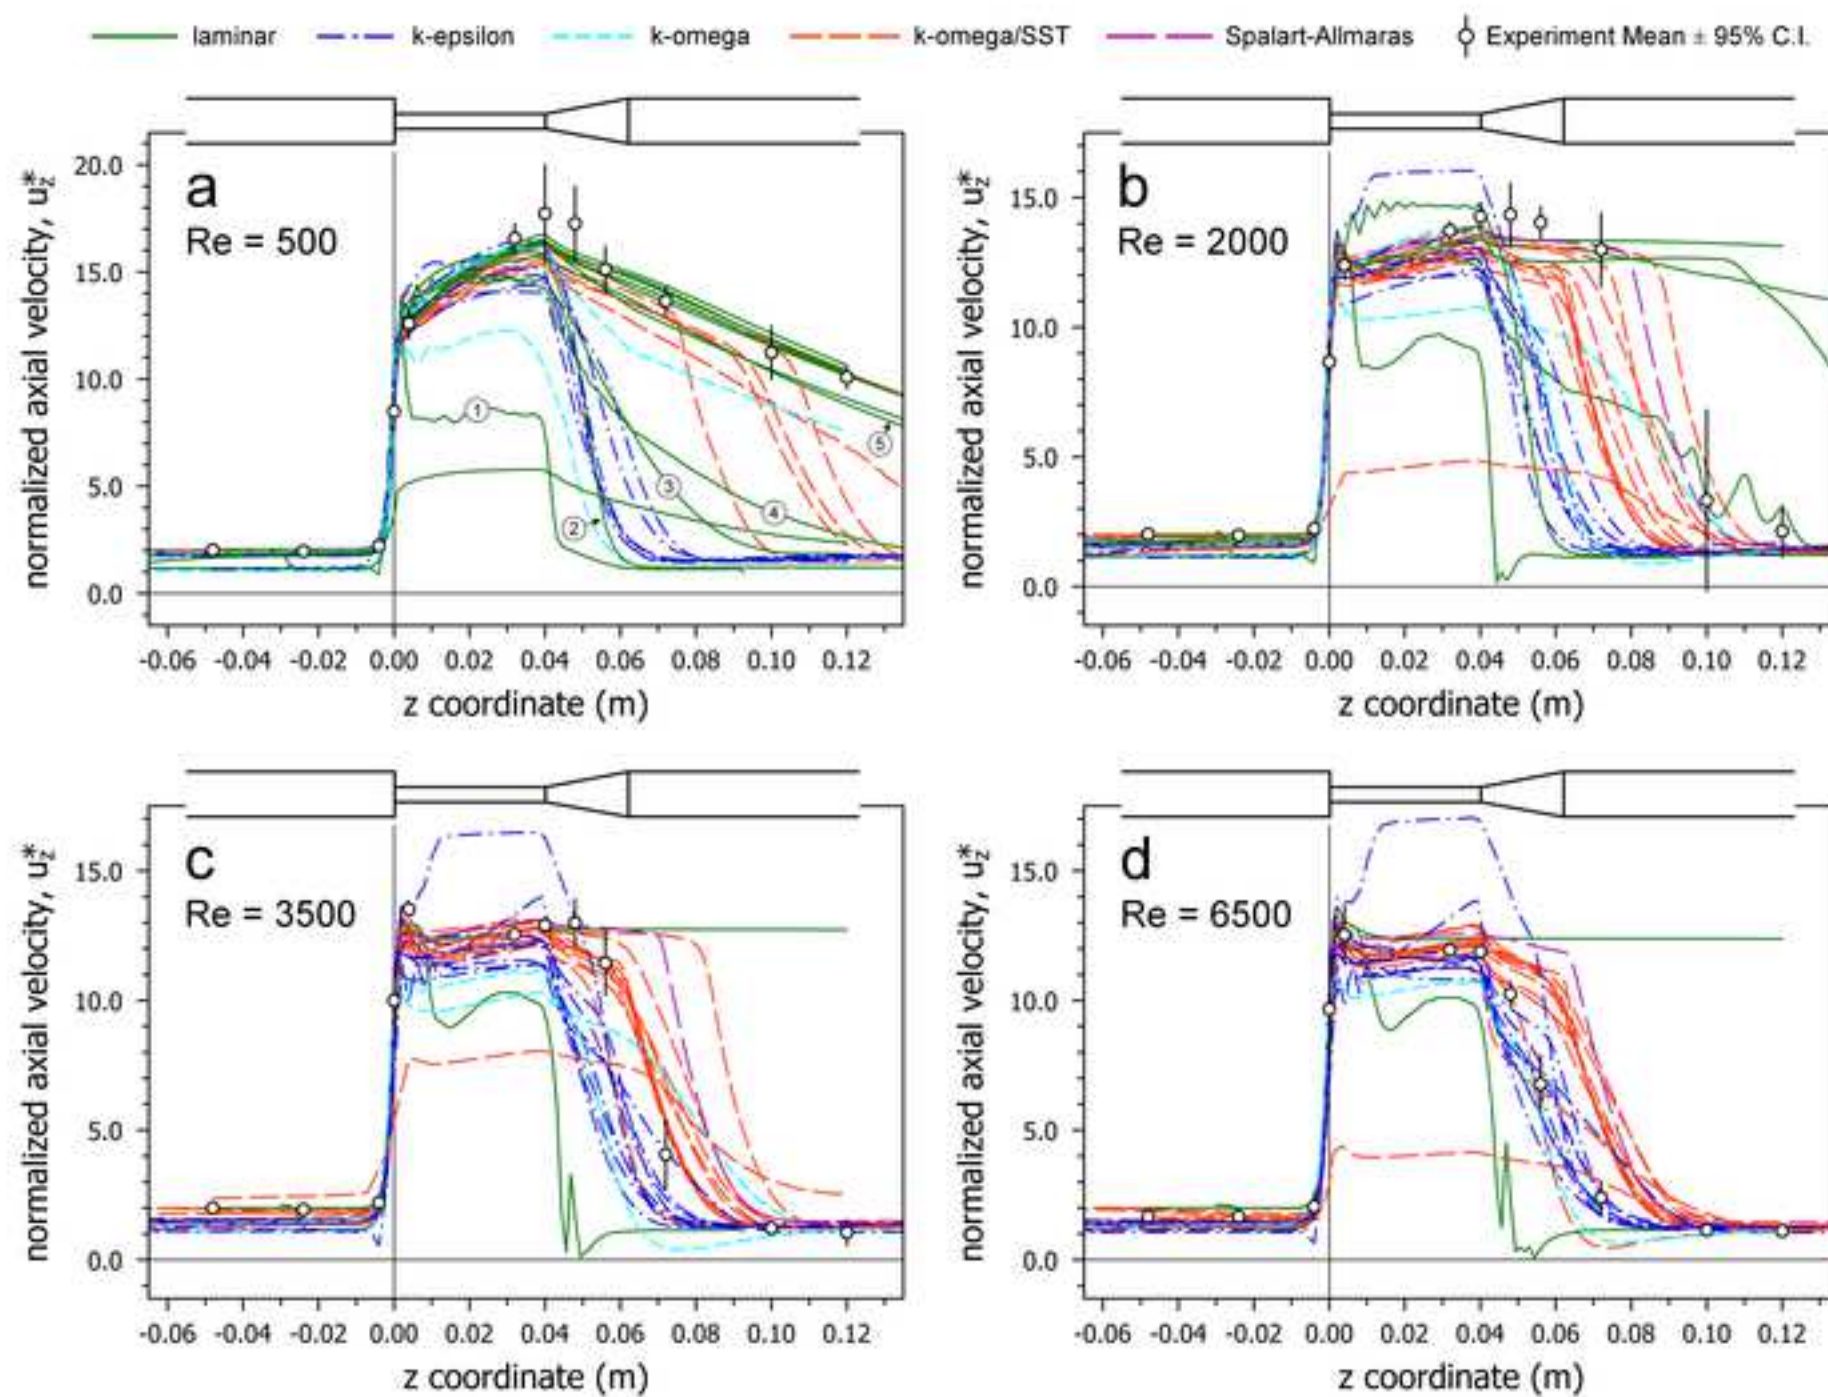 laminar k-epsilon k-omega k-omega/SST Spalart-Allmaras Experiment Mean ± 95% C.I.
a
Re = 500
normalized axial velocity, u_z*
20.0
15.0
10.0
5.0
0.0
1
2
3
4
5
-0.06 -0.04 -0.02 0.00 0.02 0.04 0.06 0.08 0.10 0.12
z coordinate (m)
b
Re = 2000
normalized axial velocity, u_z*
15.0
10.0
5.0
0.0
-0.06 -0.04 -0.02 0.00 0.02 0.04 0.06 0.08 0.10 0.12
z coordinate (m)
c
Re = 3500
normalized axial velocity, u_z*
15.0
10.0
5.0
0.0
-0.06 -0.04 -0.02 0.00 0.02 0.04 0.06 0.08 0.10 0.12
z coordinate (m)
d
Re = 6500
normalized axial velocity, u_z*
15.0
10.0
5.0
0.0
-0.06 -0.04 -0.02 0.00 0.02 0.04 0.06 0.08 0.10 0.12
z coordinate (m)